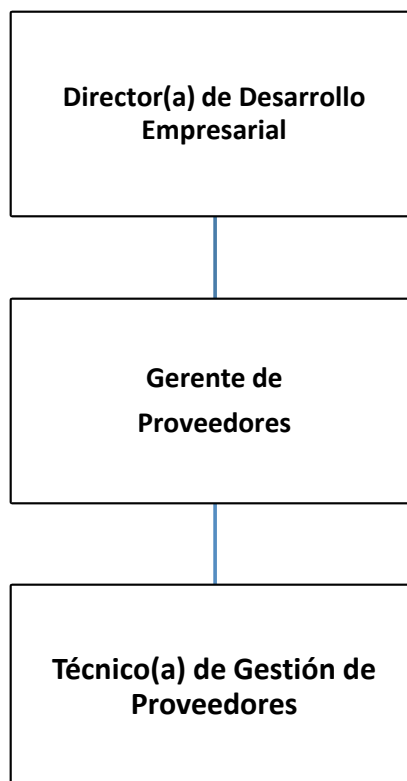 Director(a) de Desarrollo
Empresarial
Gerente de
Proveedores
Técnico(a) de Gestión de
Proveedores